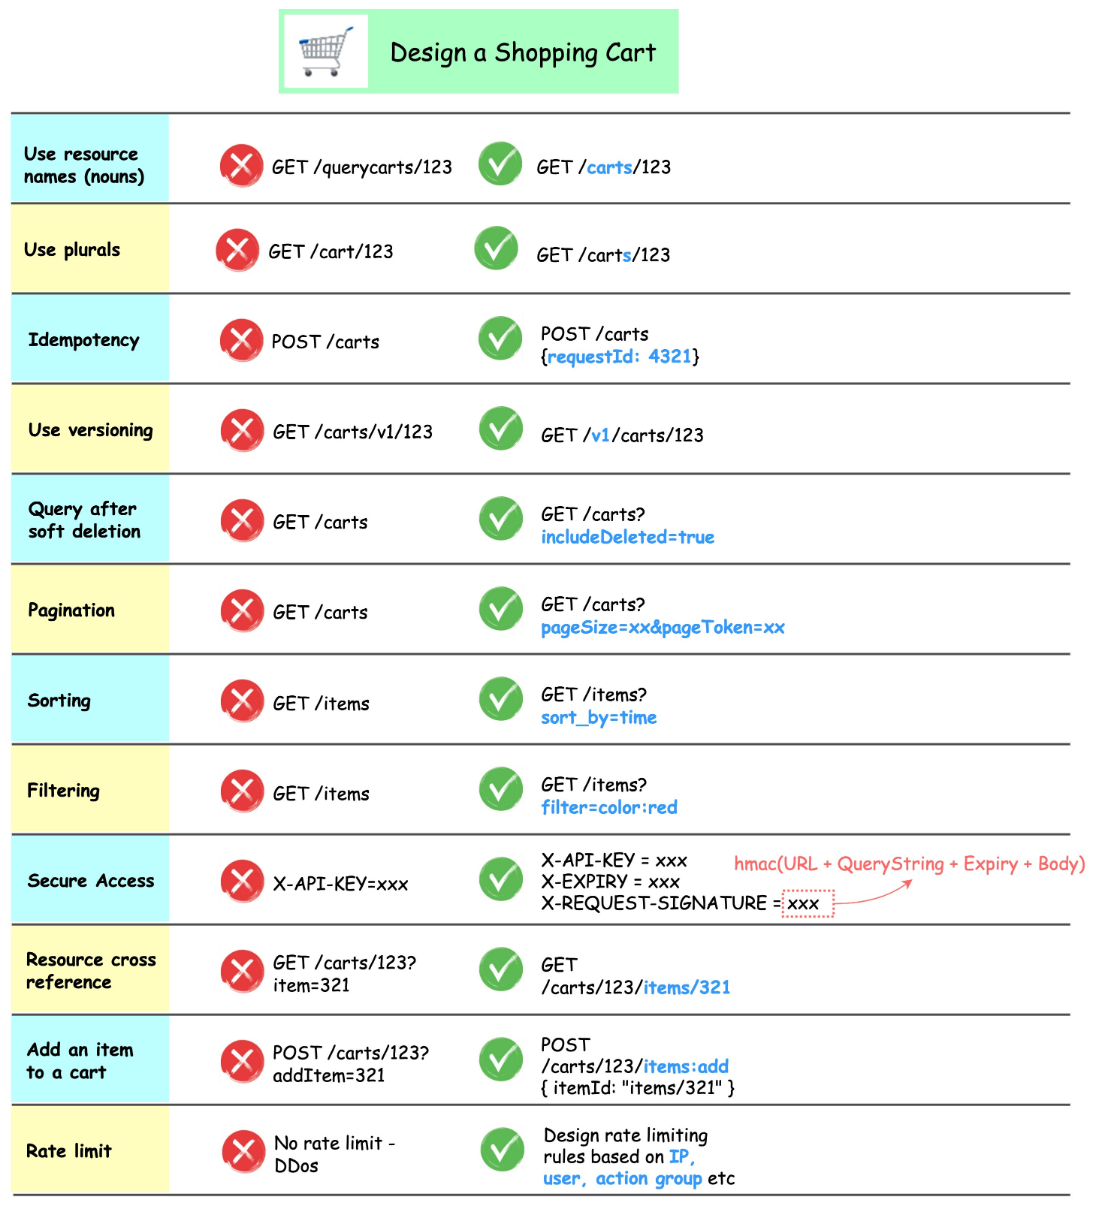 Design a Shopping Cart
Use resource
names (nouns)
GET /querycarts/123
GET /carts/123
Use plurals
GET /cart/123
GET /carts/123
Idempotency
POST /carts
POST /carts
{requestId: 4321}
Use versioning
GET /carts/v1/123
GET /v1/carts/123
Query after
soft deletion
GET /carts
GET /carts?
includeDeleted=true
Pagination
GET /carts
GET /carts?
pageSize=xx&pageToken=xx
Sorting
GET /items
GET /items?
sort_by=time
Filtering
GET /items
GET /items?
filter=color:red
Secure Access
X-API-KEY=xxx
X-API-KEY = xxx
X-EXPIRY = xxx
X-REQUEST-SIGNATURE = xxx
hmac(URL + QueryString + Expiry + Body)
Resource cross
reference
GET /carts/123?
item=321
GET
/carts/123/items/321
Add an item
to a cart
POST /carts/123?
addItem=321
POST
/carts/123/items:add
{ itemId: "items/321" }
Rate limit
No rate limit -
DDos
Design rate limiting
rules based on IP,
user, action group etc